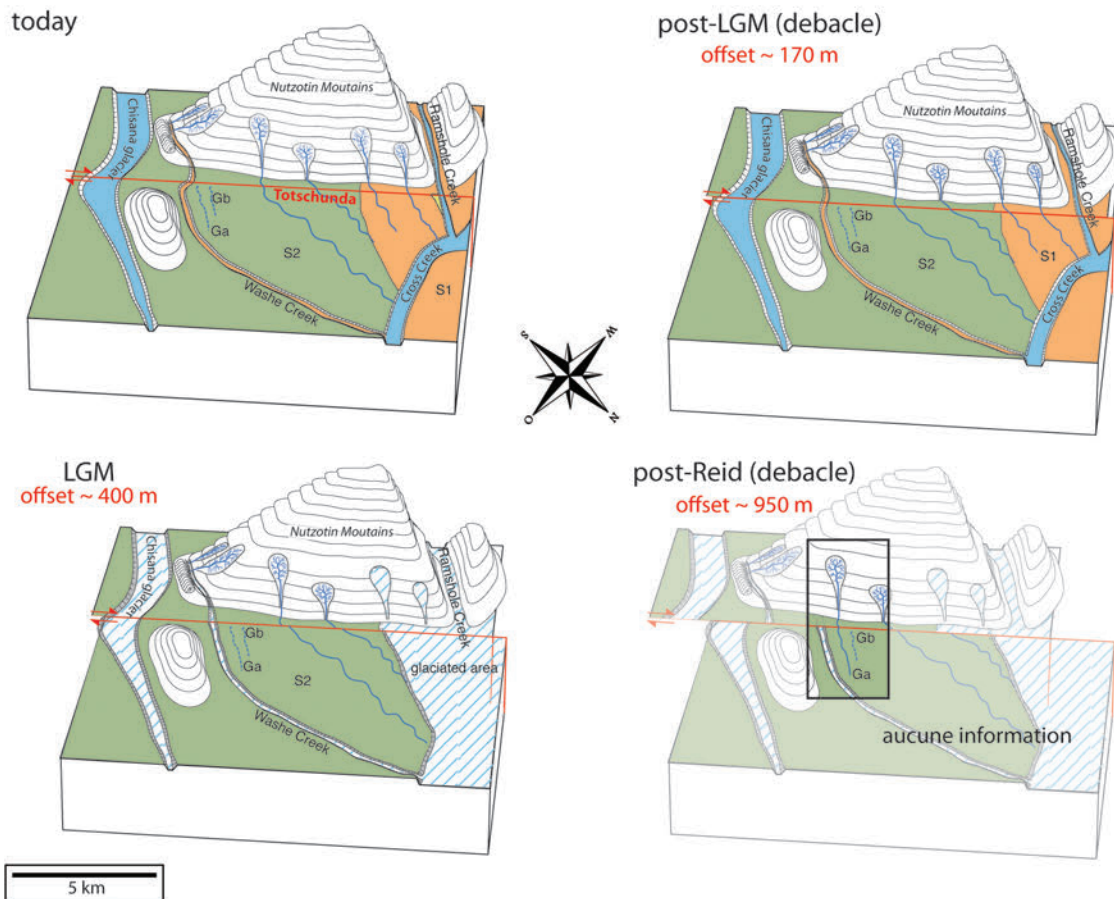 today
Nutzotin Moutains
Chisana glaciet
Ramshole Creek
Totschunda
Gb
Ga
S2
Cross Creek
S1
Washe Creek
post-LGM (debacle)
offset ~ 170 m
Nutzotin Moutains
Chisana glaciet
Ramshole Creek
Gb
Ga
S2
S1
Cross Creek
Washe Creek
S
W
O
N
LGM
offset ~ 400 m
Nutzotin Moutains
Chisana glaciet
Ramshole Creek
Gb
Ga
glaciated area
S2
Washe Creek
post-Reid (debacle)
offset ~ 950 m
Gb
Ga
aucune information
5 km